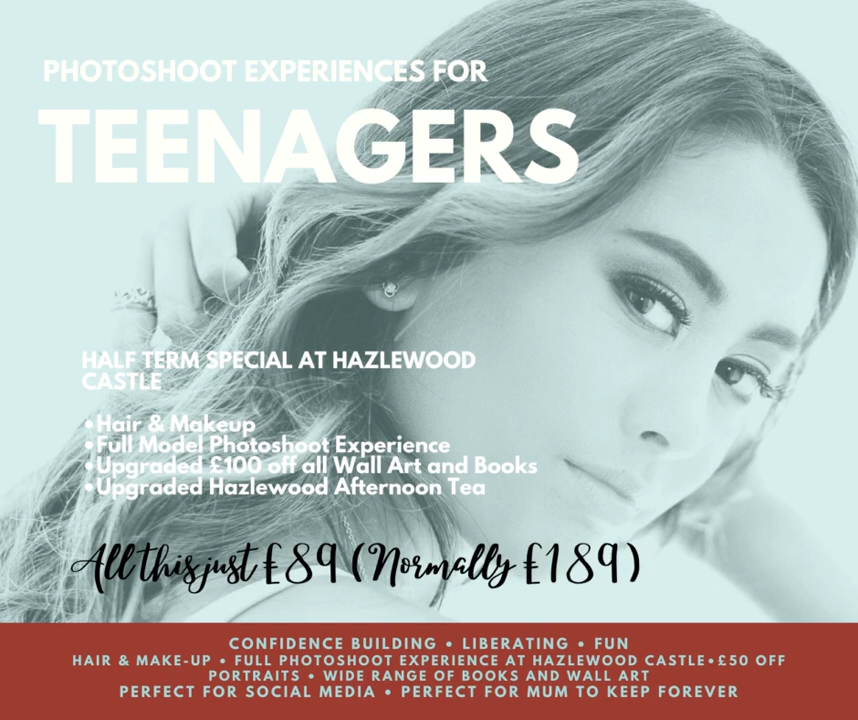 PHOTOSHOOT EXPERIENCES FOR
TEENAGERS
HALF TERM SPECIAL AT HAZLEWOOD
CASTLE
•Hair & Makeup
•Full Model Photoshoot Experience
•Upgraded £100 off all Wall Art and Books
•Upgraded Hazlewood Afternoon Tea
All this just £89 (Normally £189)
CONFIDENCE BUILDING • LIBERATING • FUN
HAIR & MAKE-UP • FULL PHOTOSHOOT EXPERIENCE AT HAZLEWOOD CASTLE•£50 OFF
PORTRAITS • WIDE RANGE OF BOOKS AND WALL ART
PERFECT FOR SOCIAL MEDIA • PERFECT FOR MUM TO KEEP FOREVER